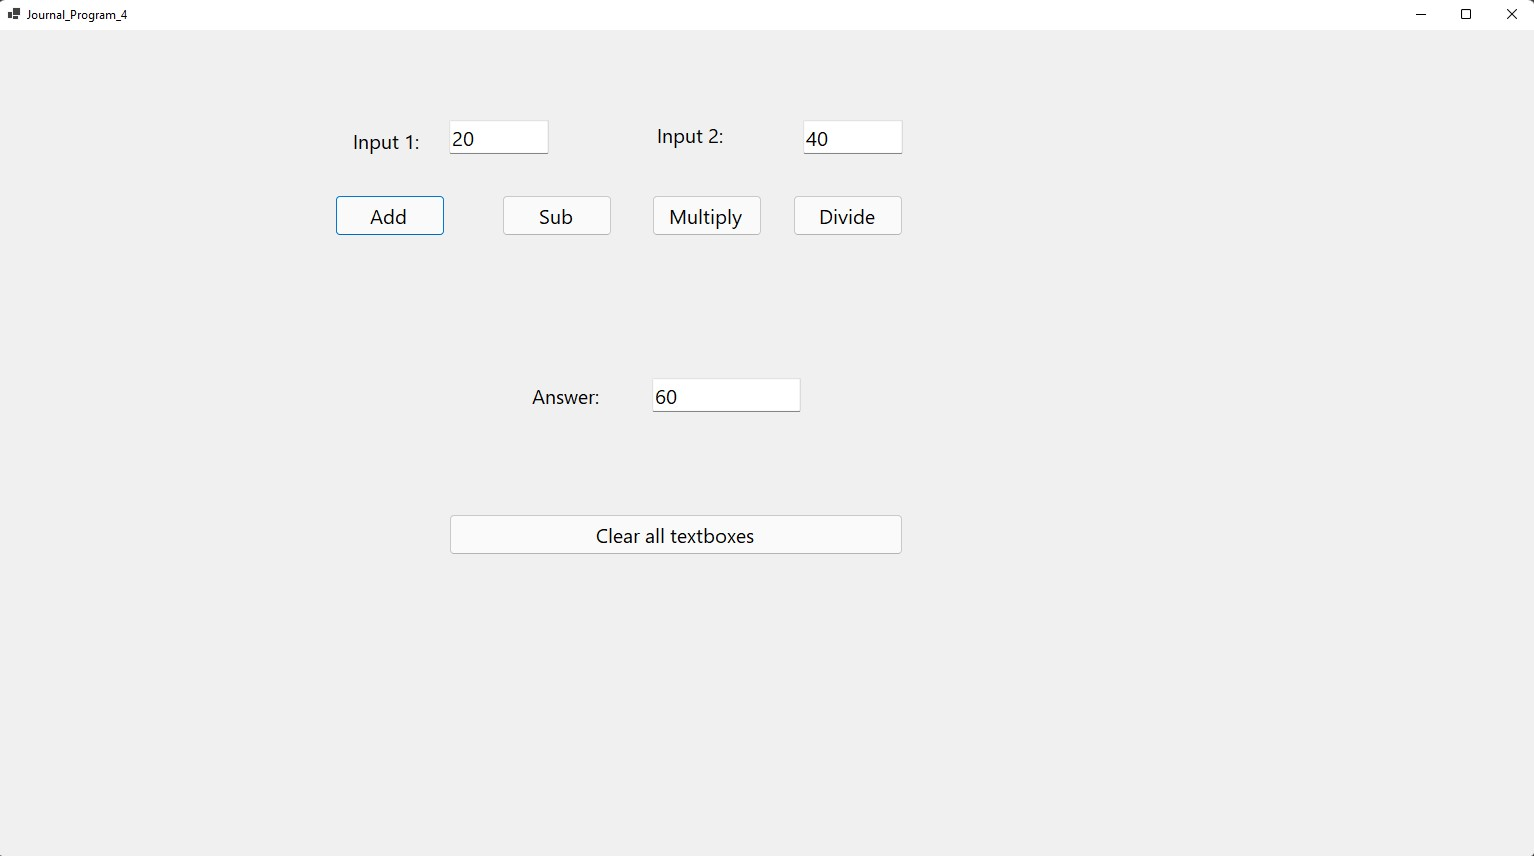 Journal_Program_4
Input 1: 20 Input 2: 40
Add Sub Multiply Divide
Answer: 60
Clear all textboxes